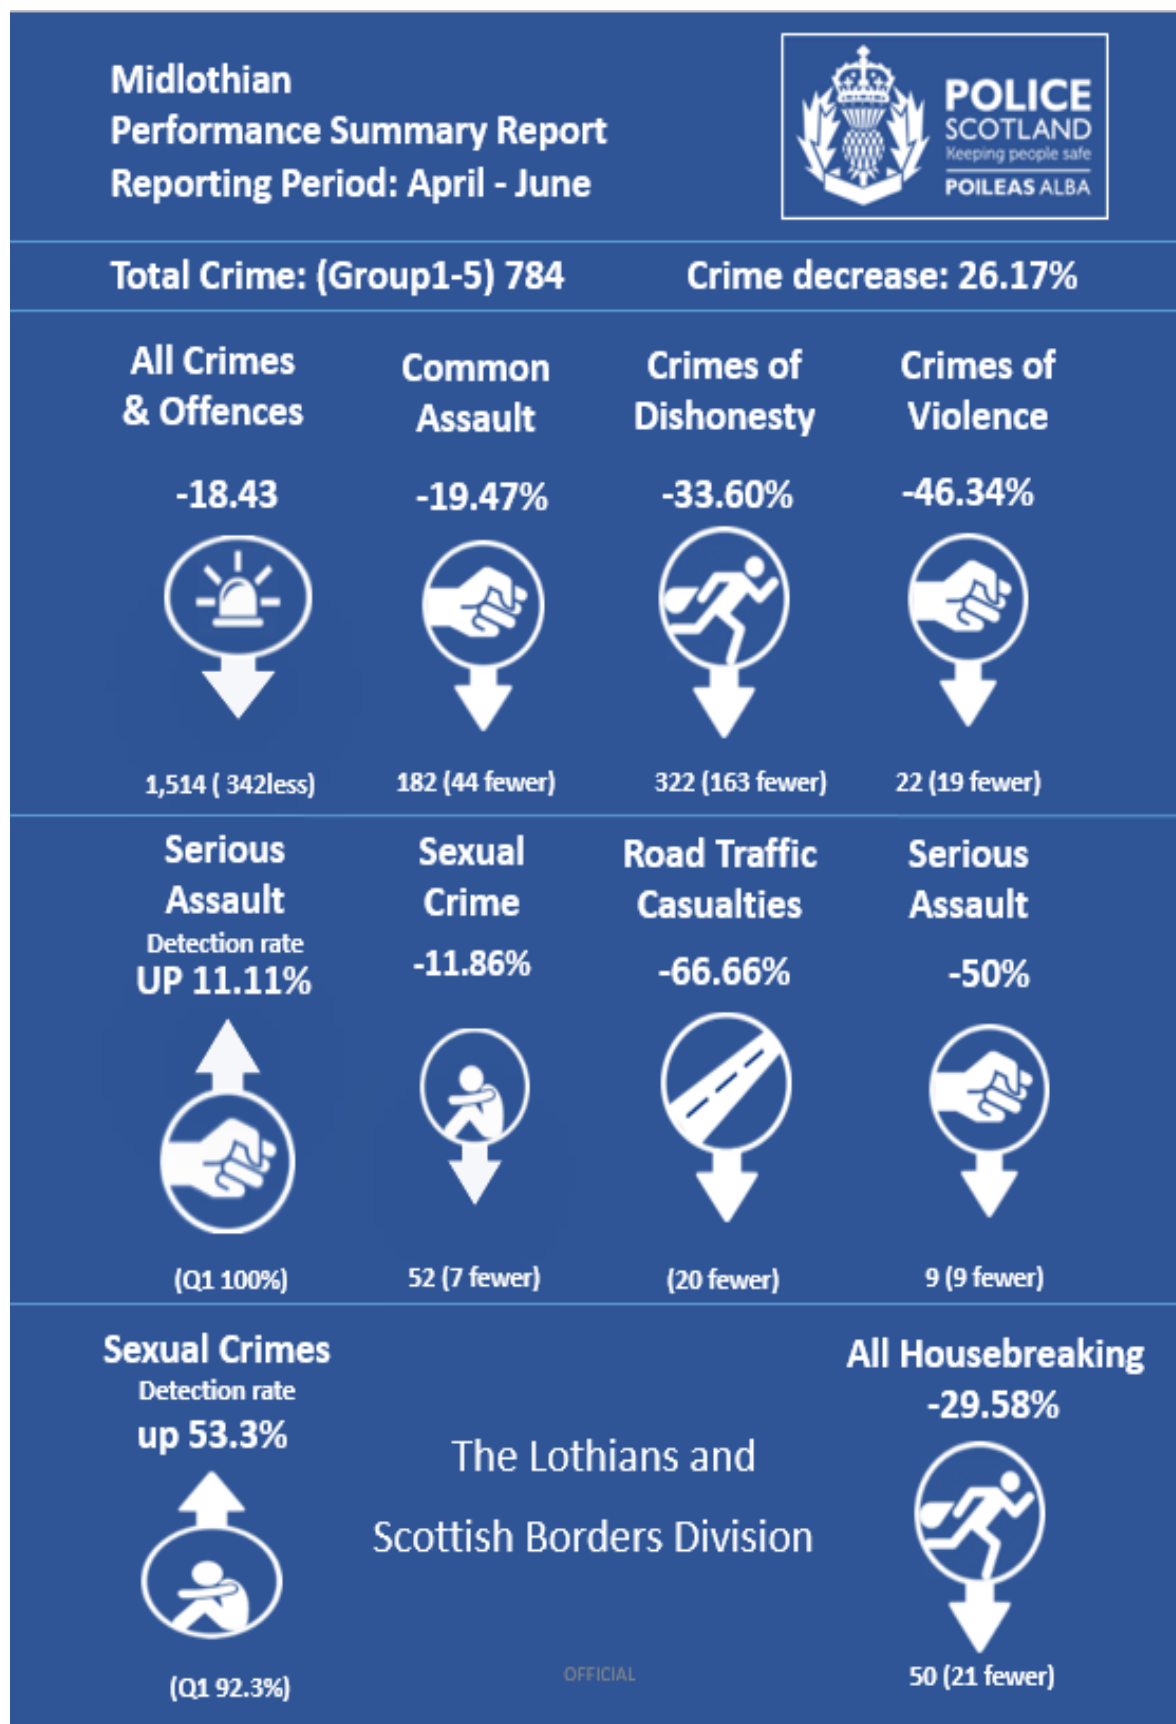 Midlothian
Performance Summary Report
Reporting Period: April - June
POLICE
SCOTLAND
Keeping people safe
POILEAS ALBA
Total Crime: (Group1-5) 784
Crime decrease: 26.17%
All Crimes
& Offences
-18.43
1,514 ( 342less)
Common
Assault
-19.47%
182 (44 fewer)
Crimes of
Dishonesty
-33.60%
322 (163 fewer)
Crimes of
Violence
-46.34%
22 (19 fewer)
Serious
Assault
Detection rate
UP 11.11%
(Q1 100%)
Sexual
Crime
-11.86%
52 (7 fewer)
Road Traffic
Casualties
-66.66%
(20 fewer)
Serious
Assault
-50%
9 (9 fewer)
Sexual Crimes
Detection rate
up 53.3%
(Q1 92.3%)
The Lothians and
Scottish Borders Division
OFFICIAL
All Housebreaking
-29.58%
50 (21 fewer)